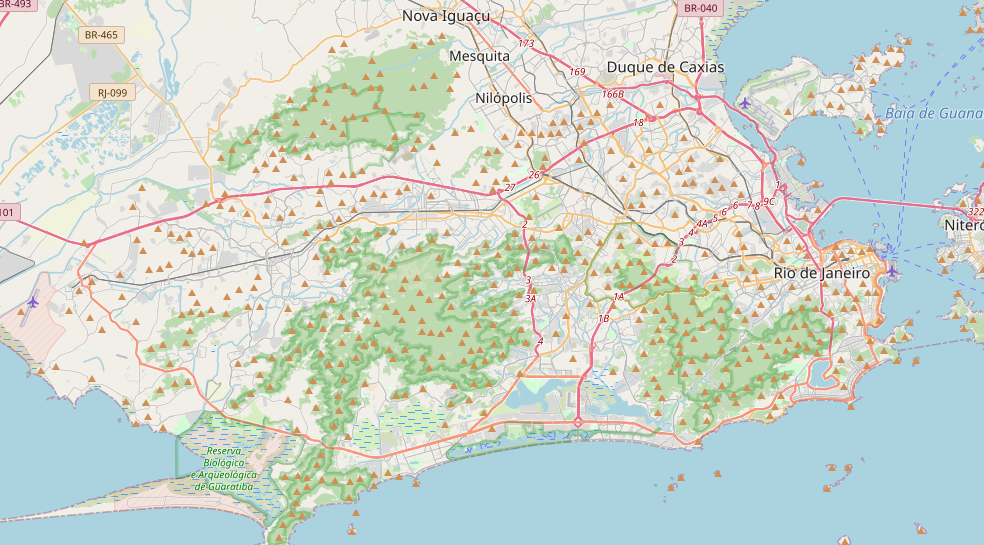 BR-493
Nova Iguaçu
BR-040
BR-465
173
Mesquita
169
Duque de Caxias
RJ-099
166B
Nilópolis
Baía de Guana
18
26
27
1
101
6
7
8
9C
322
5
6
2
4A
Niteró
4
3
2
Rio de Janeiro
3
3A
1A
1B
4
Reserva
Biológica
e Arqueológica
de Guaratiba